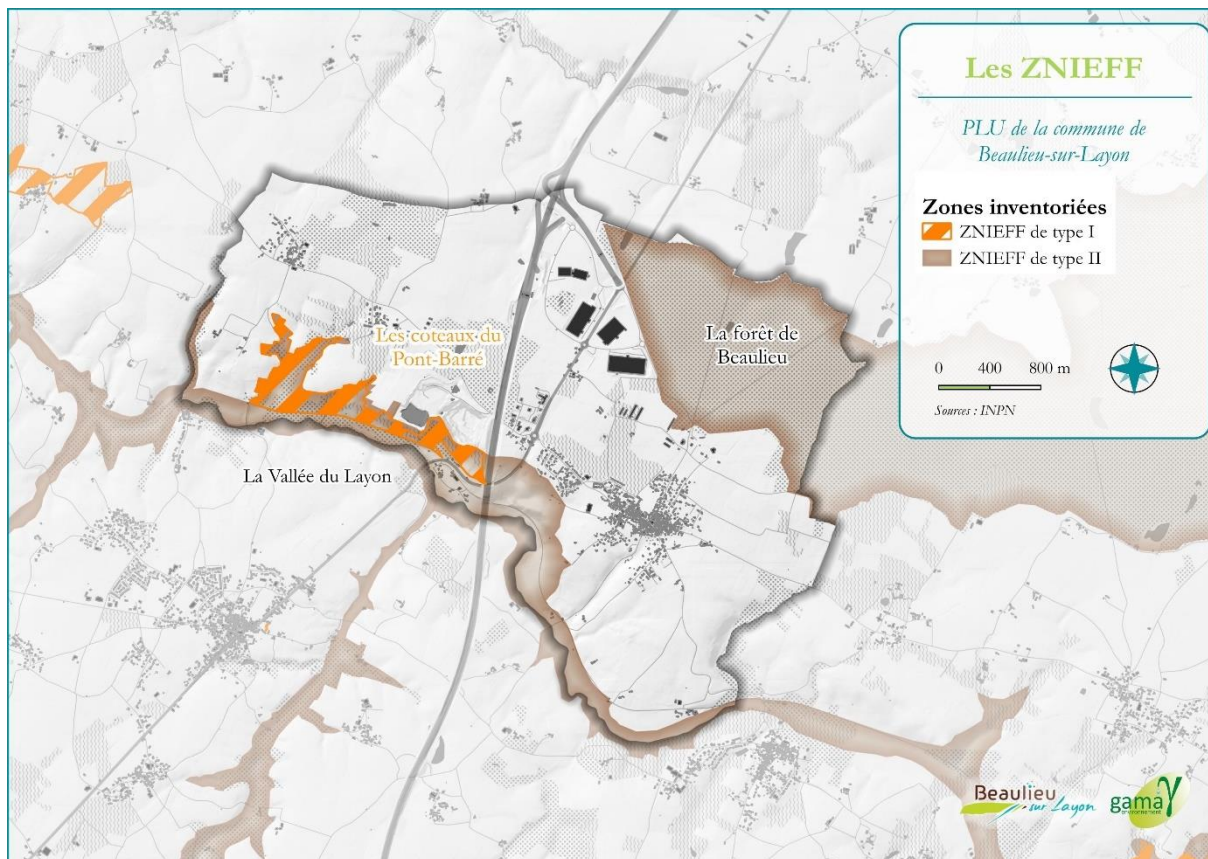 Les ZNIEFF
PLU de la commune de
Beaulieu-sur-Layon
Zones inventoriées
ZNIEFF de type I
ZNIEFF de type II
0 400 800 m
Sources : INPN
Les coteaux du
Pont-Barré
La forêt de
Beaulieu
La Vallée du Layon
Beaulieu
sur Layon
gama
environnement